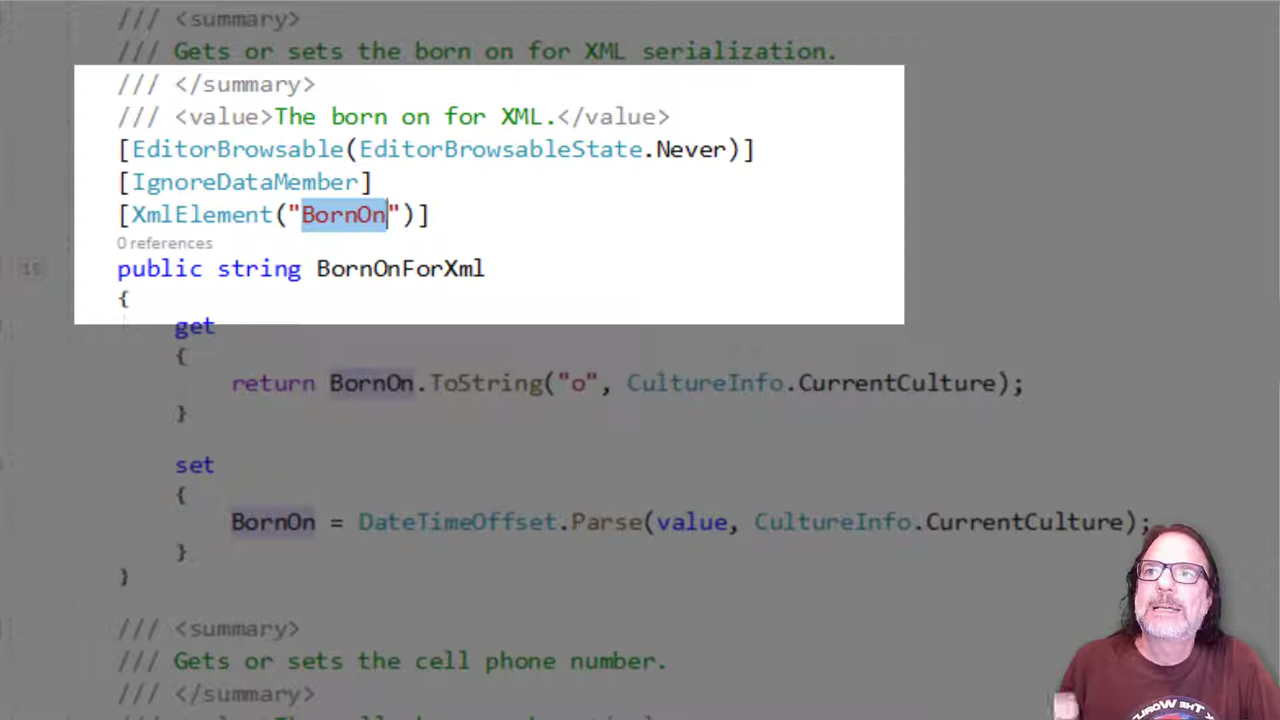 /// <summary>
/// Gets or sets the born on for XML serialization.
/// </summary>
/// <value>The born on for XML.</value>
[EditorBrowsable(EditorBrowsableState.Never)]
[IgnoreDataMember]
[XmlElement("BornOn")]
0 references
15
public string BornOnForXml
{
get
{
return BornOn.ToString("o", CultureInfo.CurrentCulture);
}
set
{
BornOn = DateTimeOffset.Parse(value, CultureInfo.CurrentCulture);
}
}
/// <summary>
/// Gets or sets the cell phone number.
/// </summary>